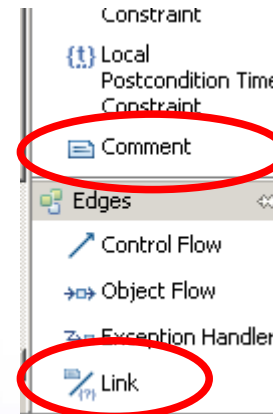 Constraint
{t} Local
Postcondition Time
Constraint
Comment
Edges
Control Flow
Object Flow
Exception Handler
Link